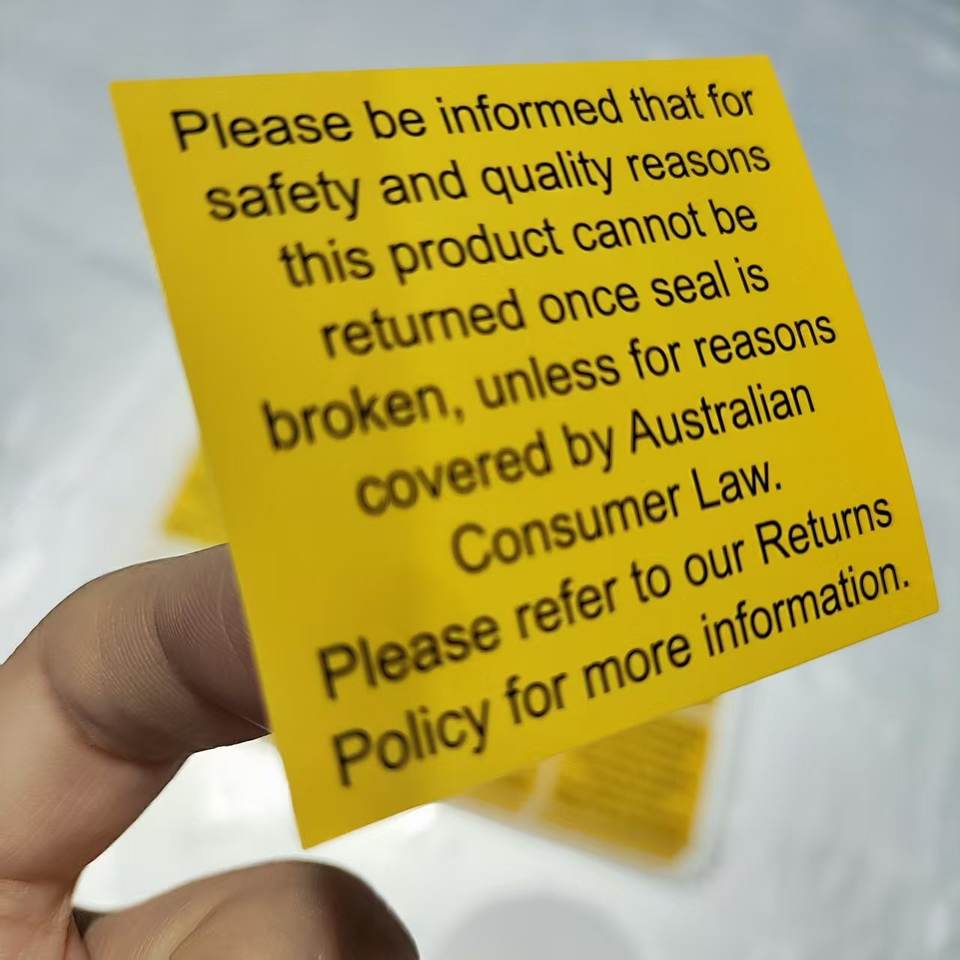 Please be informed that for
safety and quality reasons
this product cannot be
returned once seal is
broken, unless for reasons
covered by Australian
Consumer Law.
Please refer to our Returns
Policy for more information.